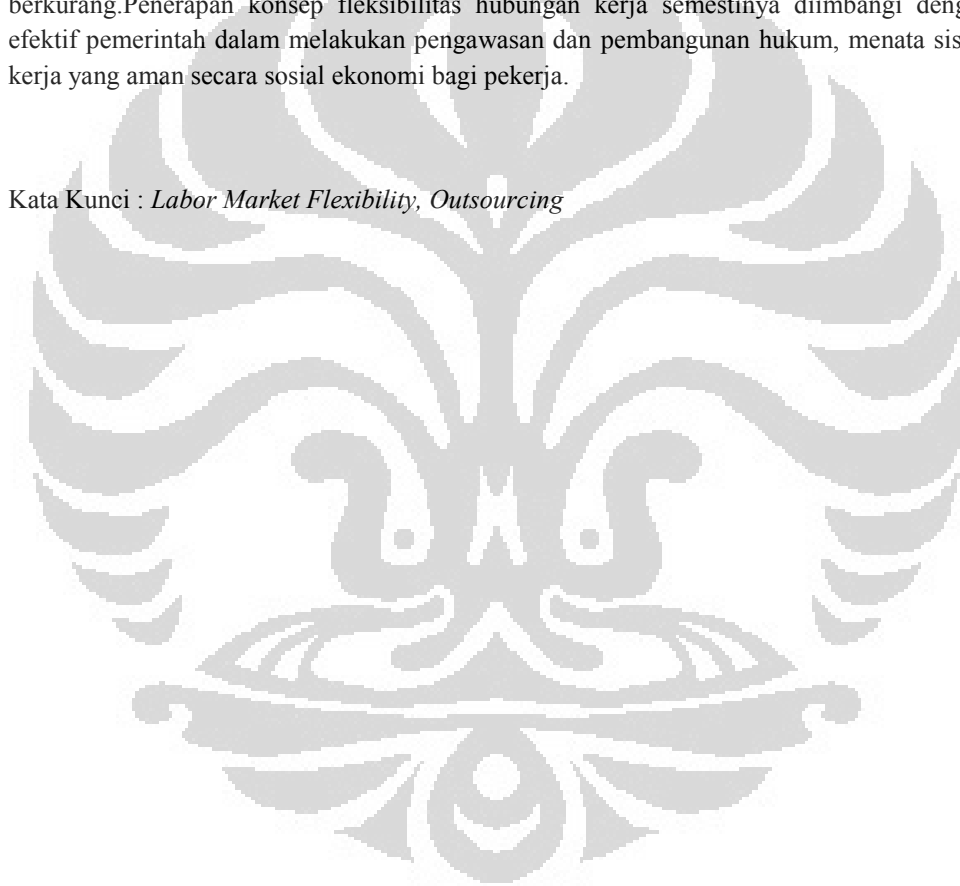 berkurang.Penerapan konsep fleksibilitas hubungan kerja semestinya diimbangi deng
efektif pemerintah dalam melakukan pengawasan dan pembangunan hukum, menata sis
kerja yang aman secara sosial ekonomi bagi pekerja.
Kata Kunci : Labor Market Flexibility, Outsourcing